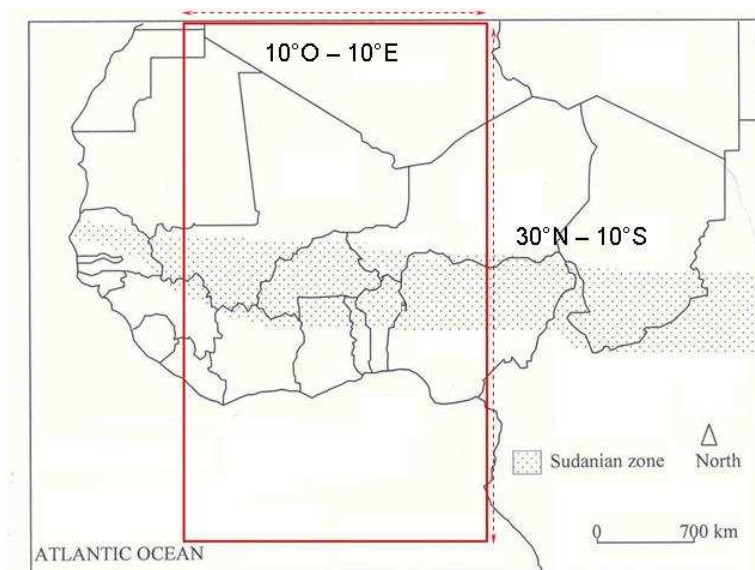 10°O – 10°E
30°N – 10°S
Sudanian zone
North
0 700 km
ATLANTIC OCEAN